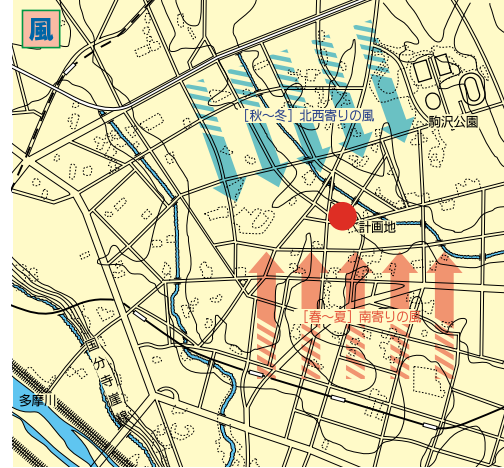 風
[秋〜冬] 北西寄りの風
駒沢公園
計画地
[春〜夏] 南寄りの風
国分寺崖線
多摩川